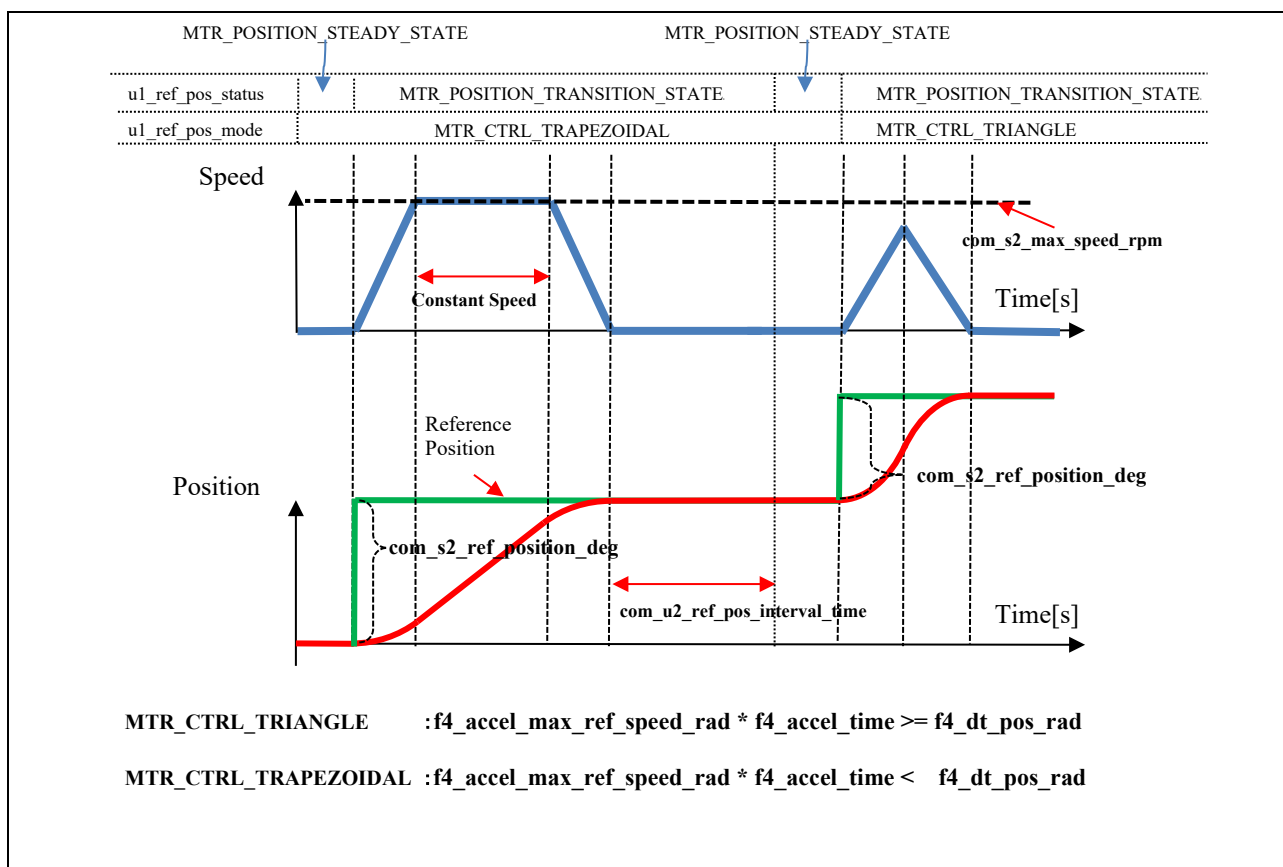 MTR_POSITION_STEADY_STATE MTR_POSITION_STEADY_STATE
u1_ref_pos_status MTR_POSITION_TRANSITION_STATE MTR_POSITION_TRANSITION_STATE
u1_ref_pos_mode MTR_CTRL_TRAPEZOIDAL MTR_CTRL_TRIANGLE
Speed
com_s2_max_speed_rpm
Constant Speed
Time[s]
Reference
Position
Position
com_s2_ref_position_deg
com_s2_ref_position_deg
com_u2_ref_pos_interval_time
Time[s]
MTR_CTRL_TRIANGLE :f4_accel_max_ref_speed_rad * f4_accel_time >= f4_dt_pos_rad
MTR_CTRL_TRAPEZOIDAL :f4_accel_max_ref_speed_rad * f4_accel_time < f4_dt_pos_rad